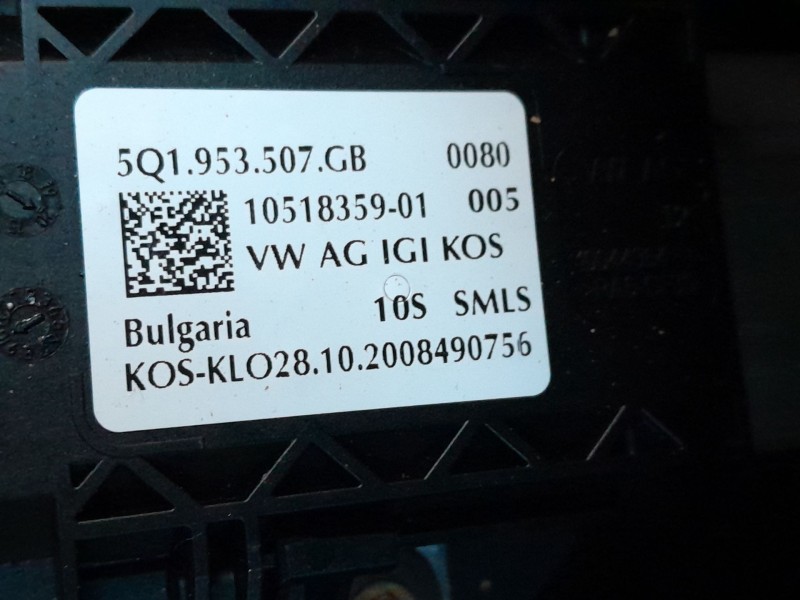 5Q1.953.507.GB 0080
10518359-01 005
VW AG IGI KOS
10S SMLS
Bulgaria
KOS-KLO28.10.2008490756